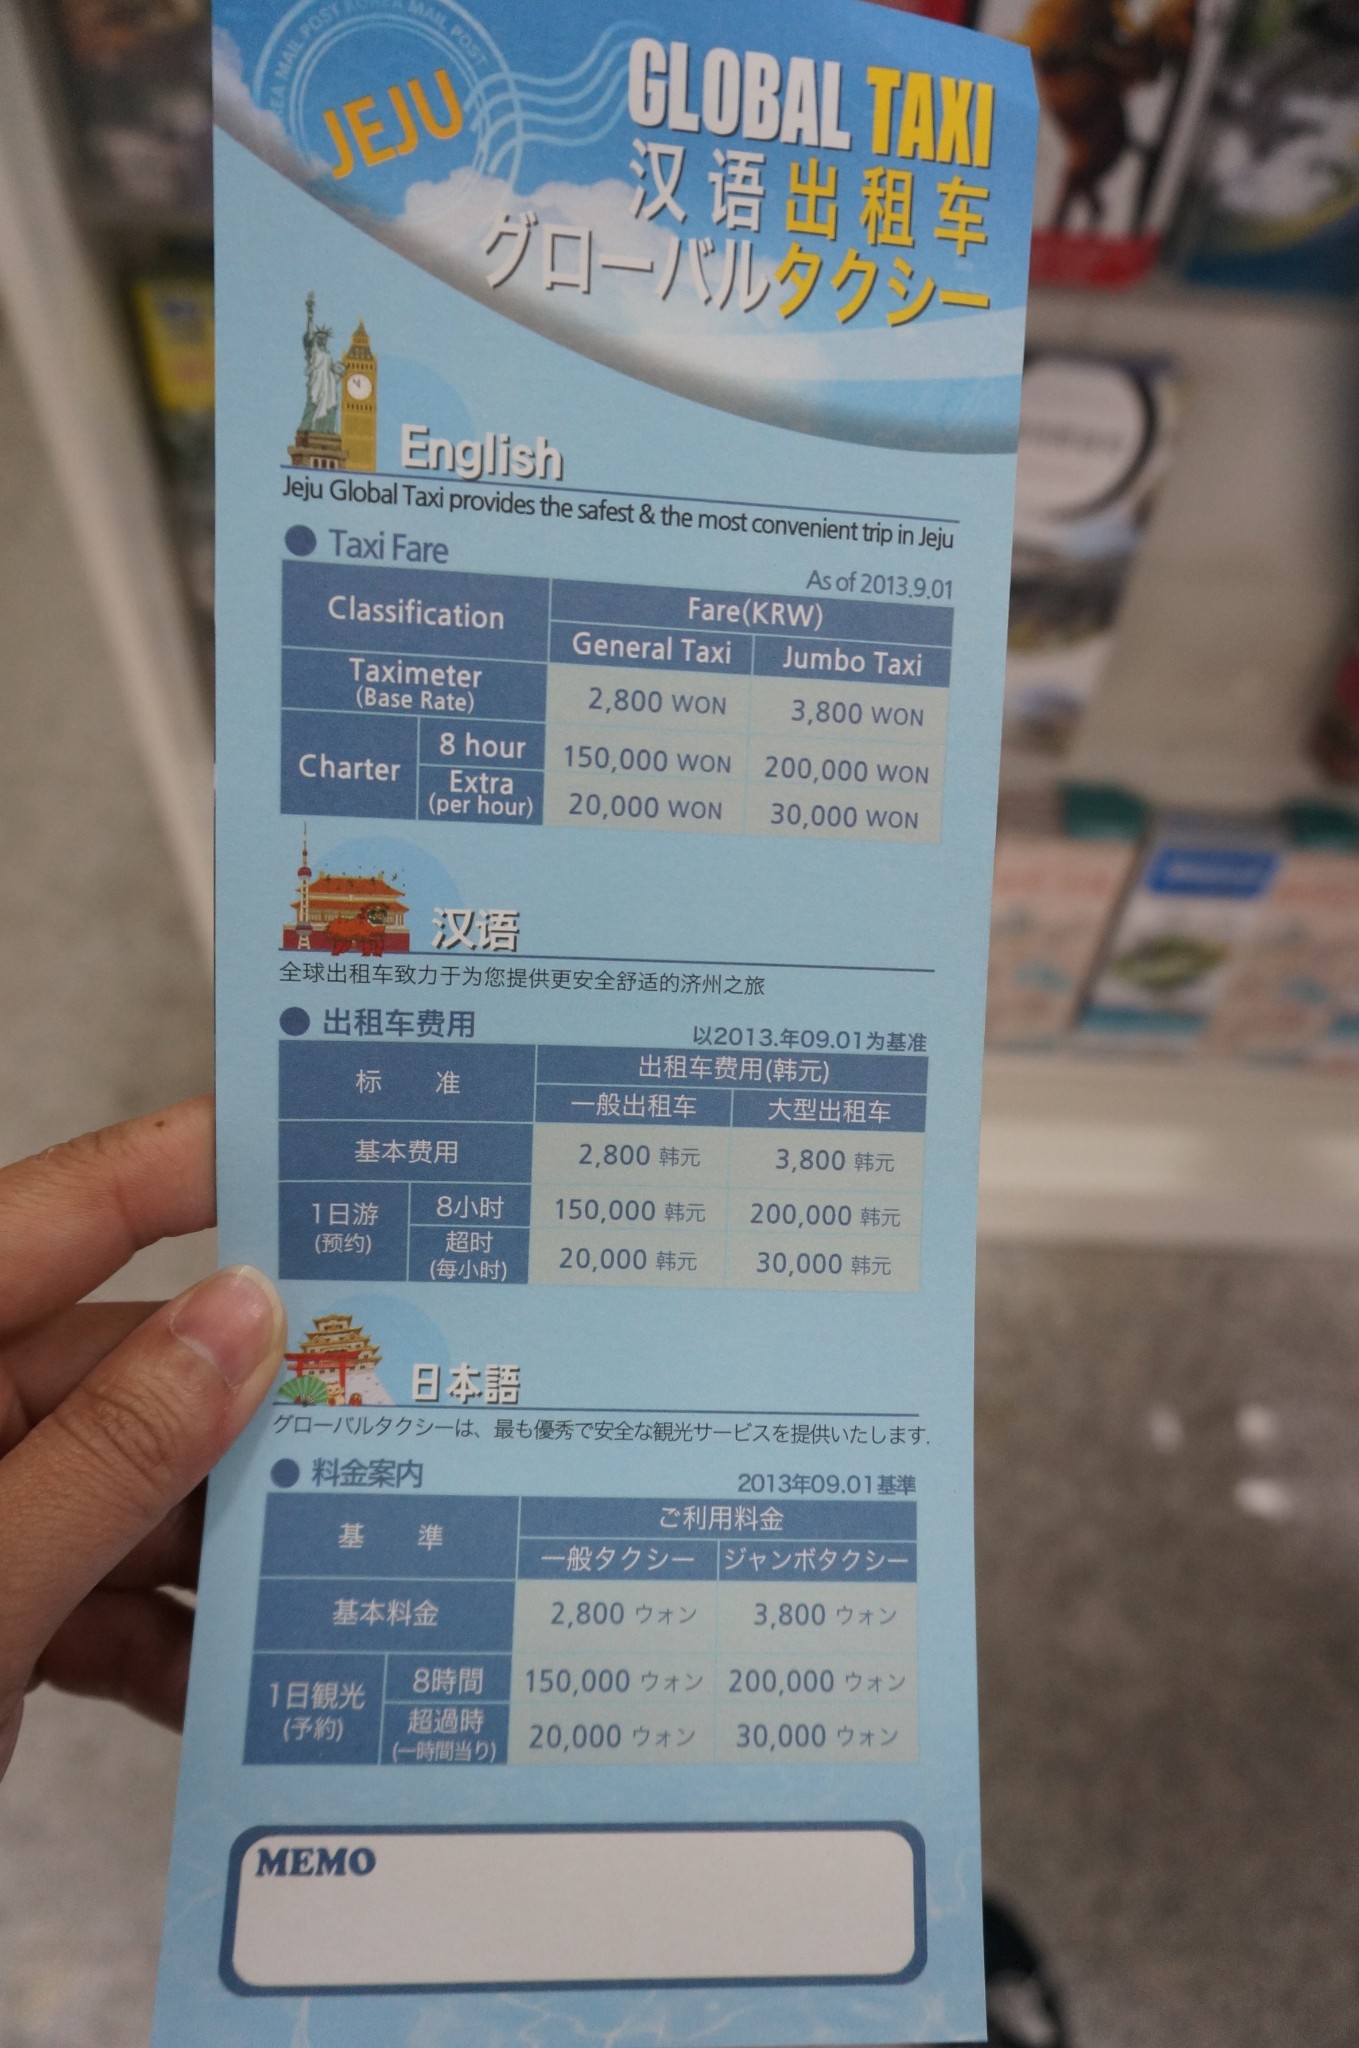 KOREA MAIL POST KOREA MAIL POST
JEJU
GLOBAL TAXI
汉语出租车
グローバルタクシー
English
Jeju Global Taxi provides the safest & the most convenient trip in Jeju
Taxi Fare
As of 2013.9.01
Classification
Fare(KRW)
General Taxi Jumbo Taxi
Taximeter
(Base Rate)
2,800 WON 3,800 WON
Charter
8 hour 150,000 WON 200,000 WON
Extra
(per hour)
20,000 WON 30,000 WON
汉语
全球出租车致力于为您提供更安全舒适的济州之旅
出租车费用
以2013.年09.01为基准
标 准
出租车费用(韩元)
一般出租车 大型出租车
基本费用 2,800 韩元 3,800 韩元
1日游
(预约)
8小时 150,000 韩元 200,000 韩元
超时
(每小时)
20,000 韩元 30,000 韩元
日本語
グローバルタクシーは、最も優秀で安全な観光サービスを提供いたします.
料金案内
2013年09.01基準
基 準
ご利用料金
一般タクシー ジャンボタクシー
基本料金 2,800 ウォン 3,800 ウォン
1日観光
(予約)
8時間 150,000 ウォン 200,000 ウォン
超過時
(一時間当り)
20,000 ウォン 30,000 ウォン
MEMO